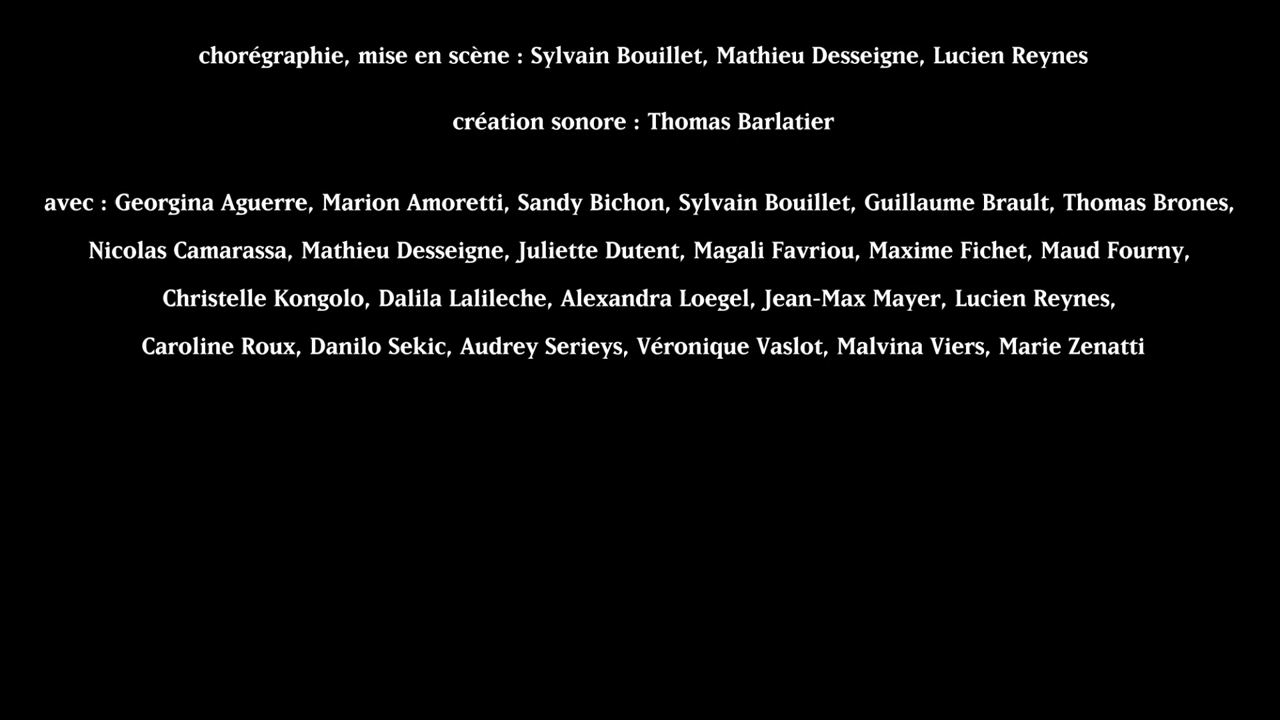 chorégraphie, mise en scène : Sylvain Bouillet, Mathieu Desseigne, Lucien Reynes
création sonore : Thomas Barlatier
avec : Georgina Aguerre, Marion Amoretti, Sandy Bichon, Sylvain Bouillet, Guillaume Brault, Thomas Brones,
Nicolas Camarassa, Mathieu Desseigne, Juliette Dutent, Magali Favriou, Maxime Fichet, Maud Fourny,
Christelle Kongolo, Dalila Lalileche, Alexandra Loegel, Jean-Max Mayer, Lucien Reynes,
Caroline Roux, Danilo Sekic, Audrey Serieys, Véronique Vaslot, Malvina Viers, Marie Zenatti